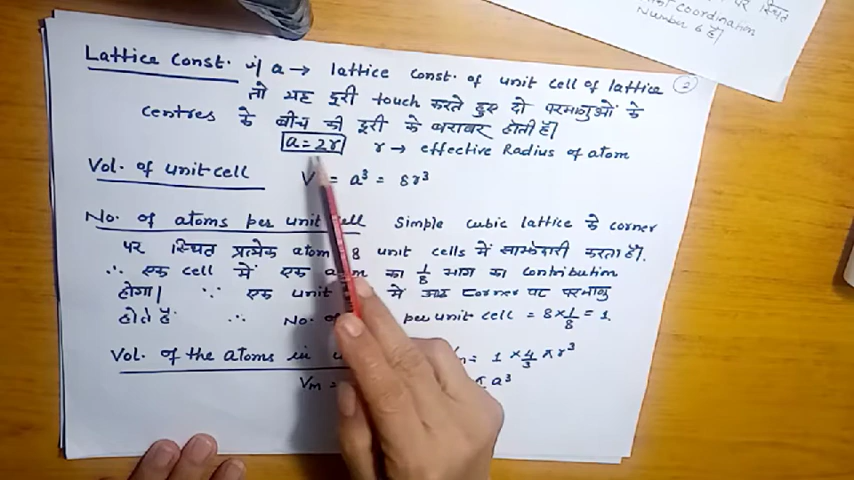 पर स्थित
Coordination
Number 6 है।
2
Lattice Const. if a → lattice const. of unit cell of lattice
तो यह दूरी touch करते हुए दो परमाणुओं के
centres के बीच की दूरी के बराबर होती है।
a = 2r r → effective Radius of atom
Vol. of unit cell V = a³ = 8r³
No. of atoms per unit cell Simple cubic lattice के corner
पर स्थित प्रत्येक atom 8 unit cells में साझेदारी करता है।
∴ एक cell में एक atom का 1/8 भाग का contribution
होगा। ∵ एक unit में आठ corner पर परमाणु
होते हैं ∴ No. of per unit cell = 8 × 1/8 = 1.
Vol. of the atoms in = 1 × 4/3 π r³
Vm = a³